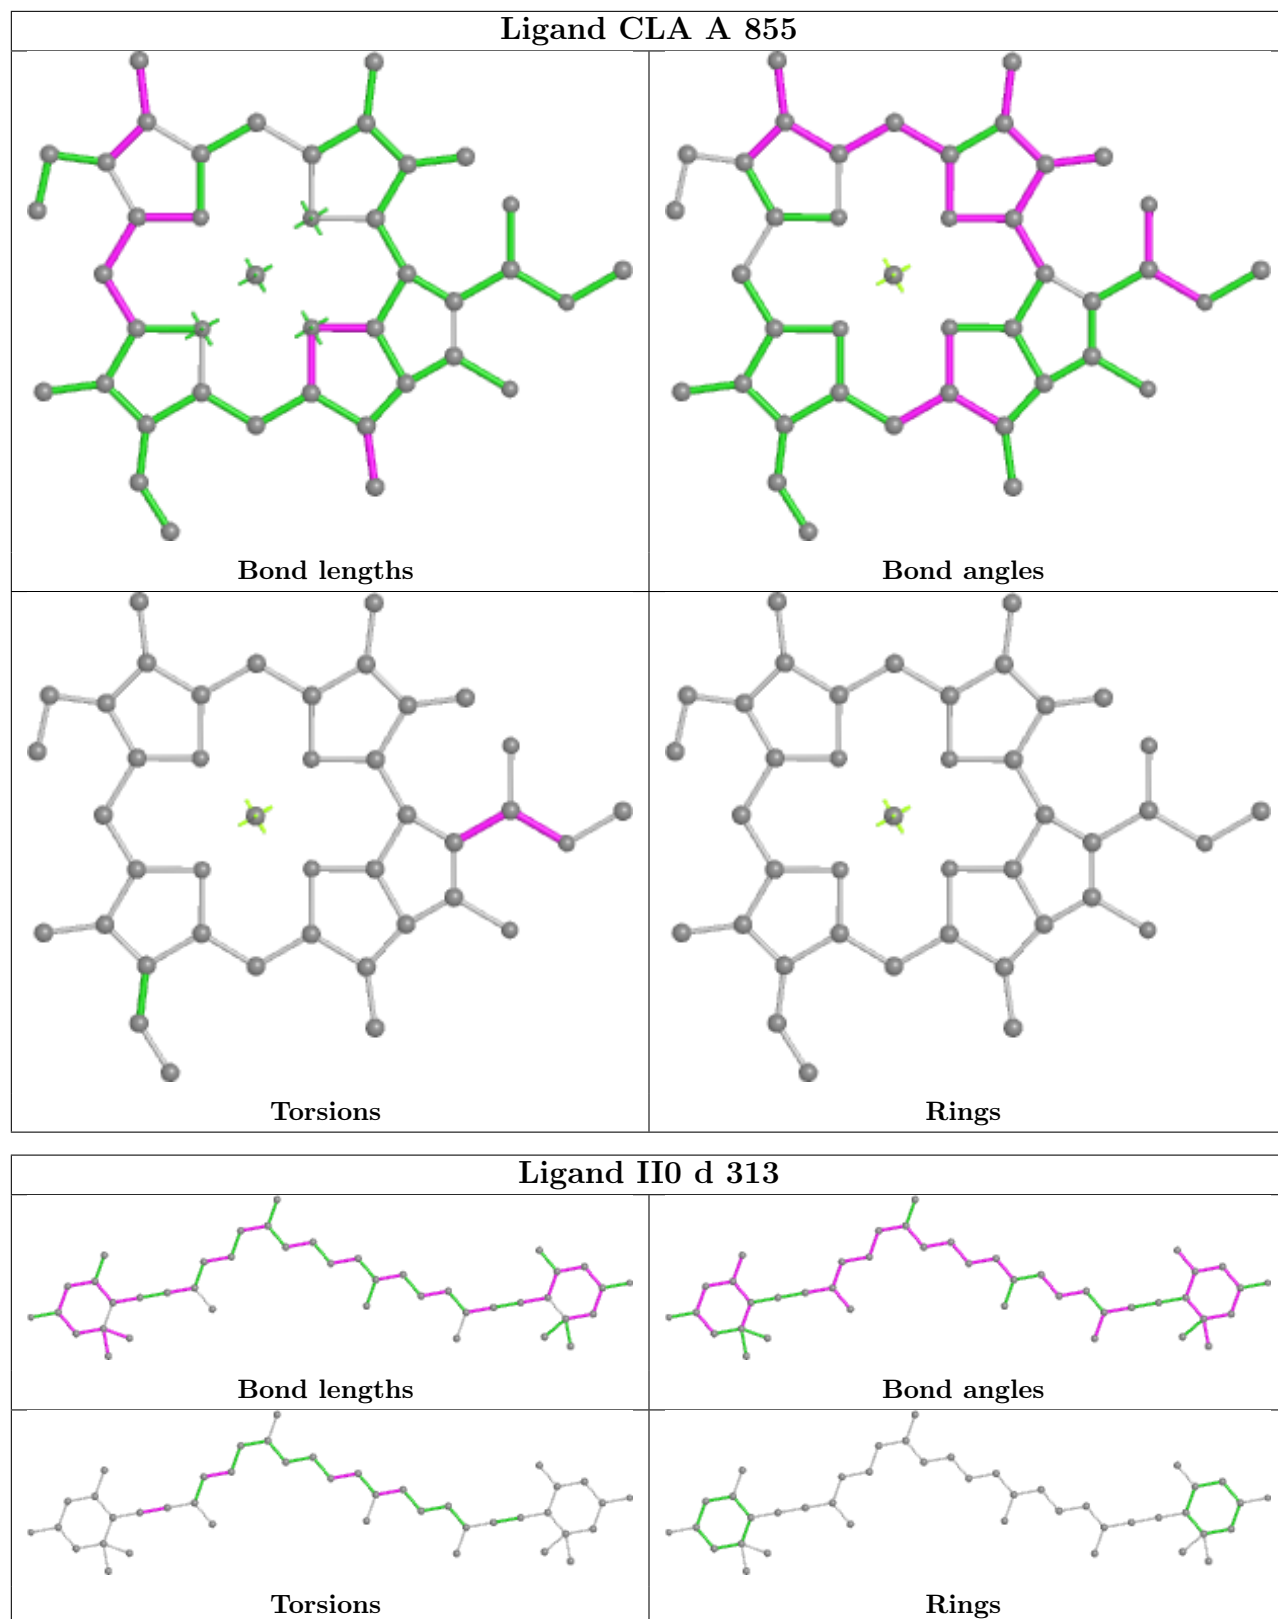 Ligand CLA A 855
Bond lengths
Bond angles
Torsions
Rings
Ligand II0 d 313
Bond lengths
Bond angles
Torsions
Rings